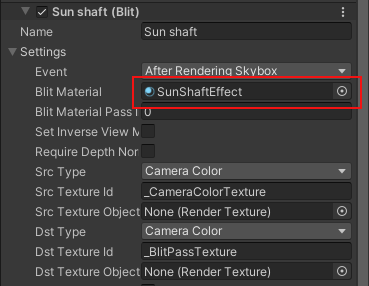 Sun shaft (Blit)
Name Sun shaft
Settings
Event After Rendering Skybox
Blit Material SunShaftEffect
Blit Material Pass 0
Set Inverse View M
Require Depth Nor
Src Type Camera Color
Src Texture Id _CameraColorTexture
Src Texture Object None (Render Texture)
Dst Type Camera Color
Dst Texture Id _BlitPassTexture
Dst Texture Object None (Render Texture)